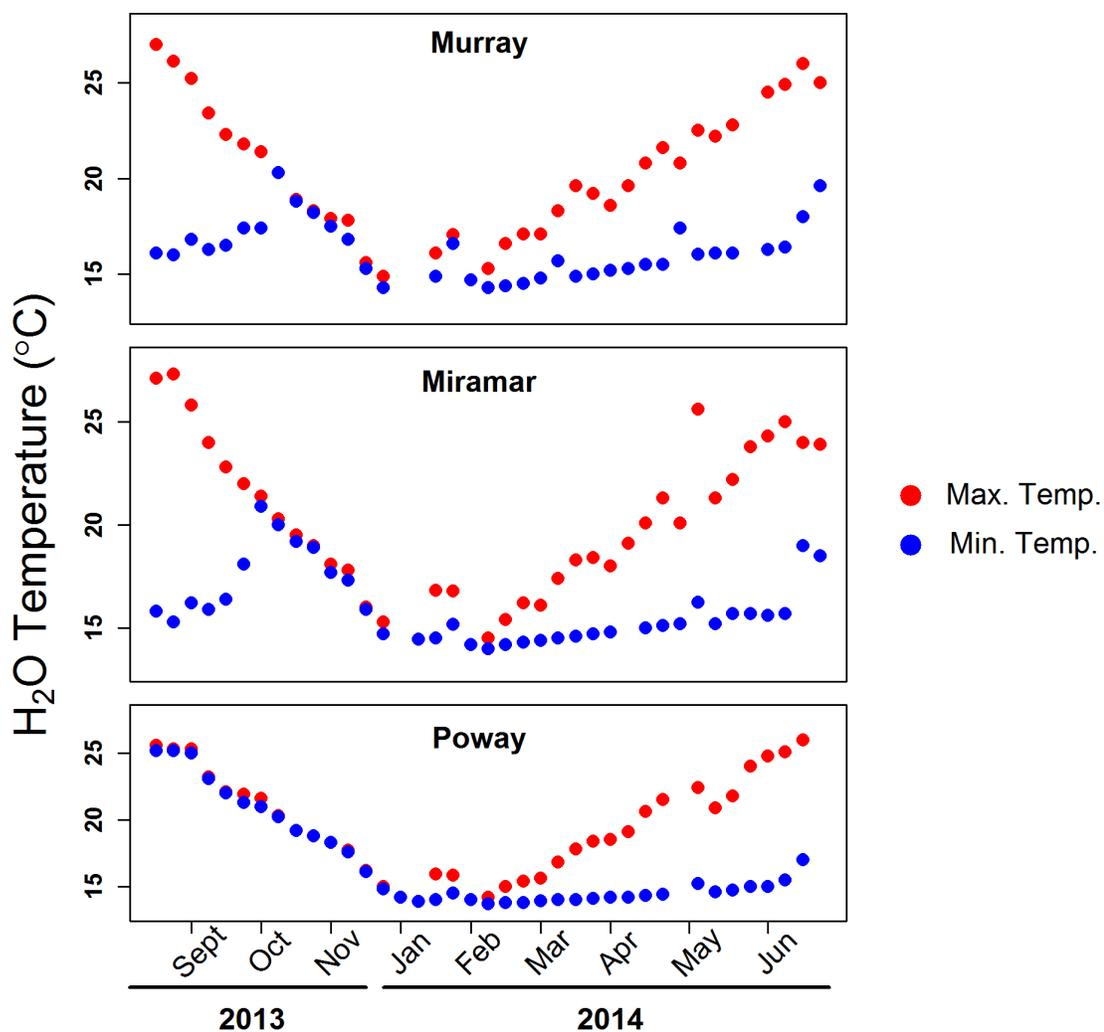 Murray
25
20
15
Miramar
25
20
15
Poway
25
20
15
H₂O Temperature (°C)
Max. Temp.
Min. Temp.
Sept Oct Nov Jan Feb Mar Apr May Jun
2013 2014